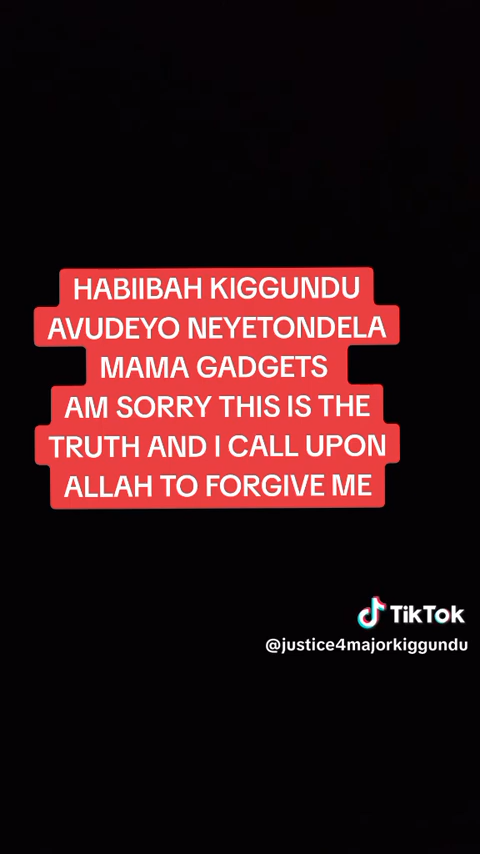 HABIIBAH KIGGUNDU
AVUDEYO NEYETONDELA
MAMA GADGETS
AM SORRY THIS IS THE
TRUTH AND I CALL UPON
ALLAH TO FORGIVE ME
TikTok
@justice4majorkiggundu